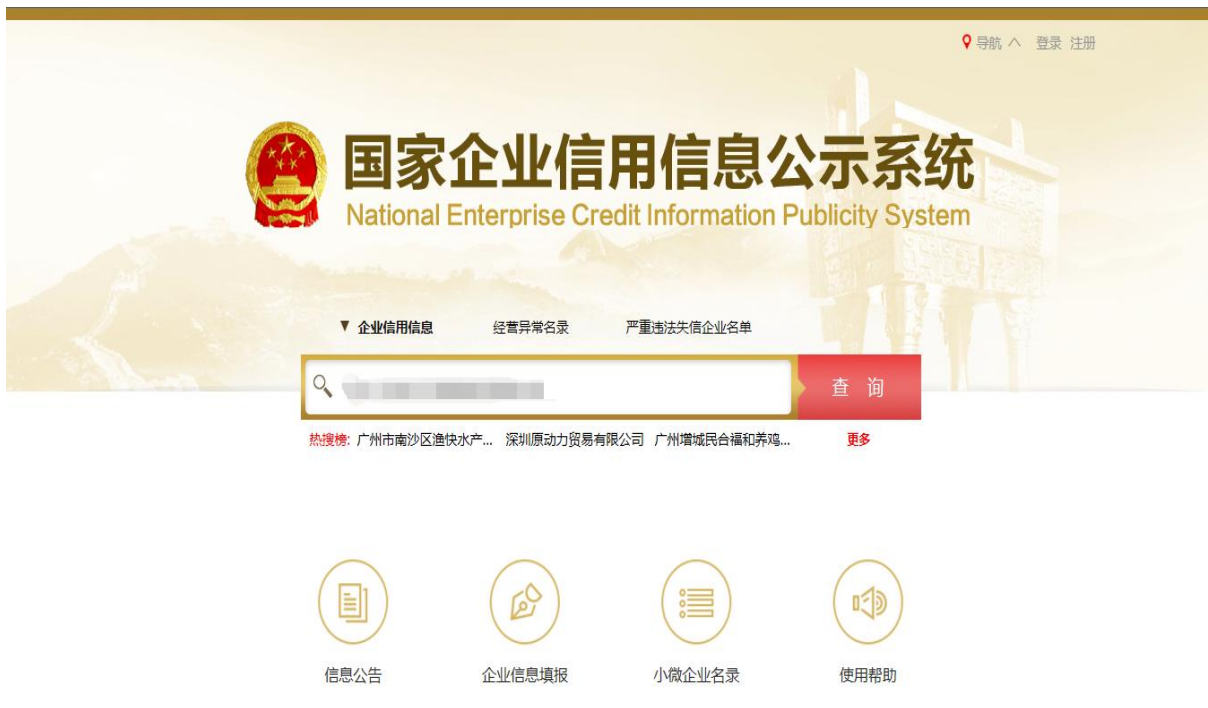 导航 登录 注册
国家企业信用信息公示系统
National Enterprise Credit Information Publicity System
企业信用信息 经营异常名录 严重违法失信企业名单
查 询
热搜榜: 广州市南沙区渔快水产... 深圳原动力贸易有限公司 广州增城民合福和养鸡... 更多
信息公告 企业信息填报 小微企业名录 使用帮助